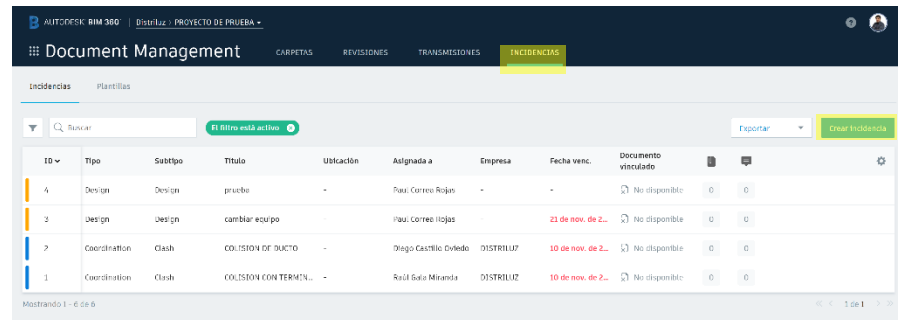 AUTODESK BIM 360° | Distriluz > PROYECTO DE PRUEBA
Document Management CARPETAS REVISIONES TRANSMISIONES INCIDENCIAS
Incidencias Plantillas
Buscar El filtro está activo Exportar Crear incidencia
ID Tipo Subtipo Título Ubicación Asignada a Empresa Fecha venc. Documento vinculado
4 Design Design prueba - Paul Correa Rojas - - No disponible 0 0
3 Design Design cambiar equipo - Paul Correa Rojas - 21 de nov. de 2... No disponible 0 0
2 Coordination Clash COLISION DE DUCTO - Diego Castillo Oviedo DISTRILUZ 10 de nov. de 2... No disponible 0 0
1 Coordination Clash COLISION CON TERMIN... - Raúl Gala Miranda DISTRILUZ 10 de nov. de 2... No disponible 0 0
Mostrando 1 - 6 de 6 1 de 1